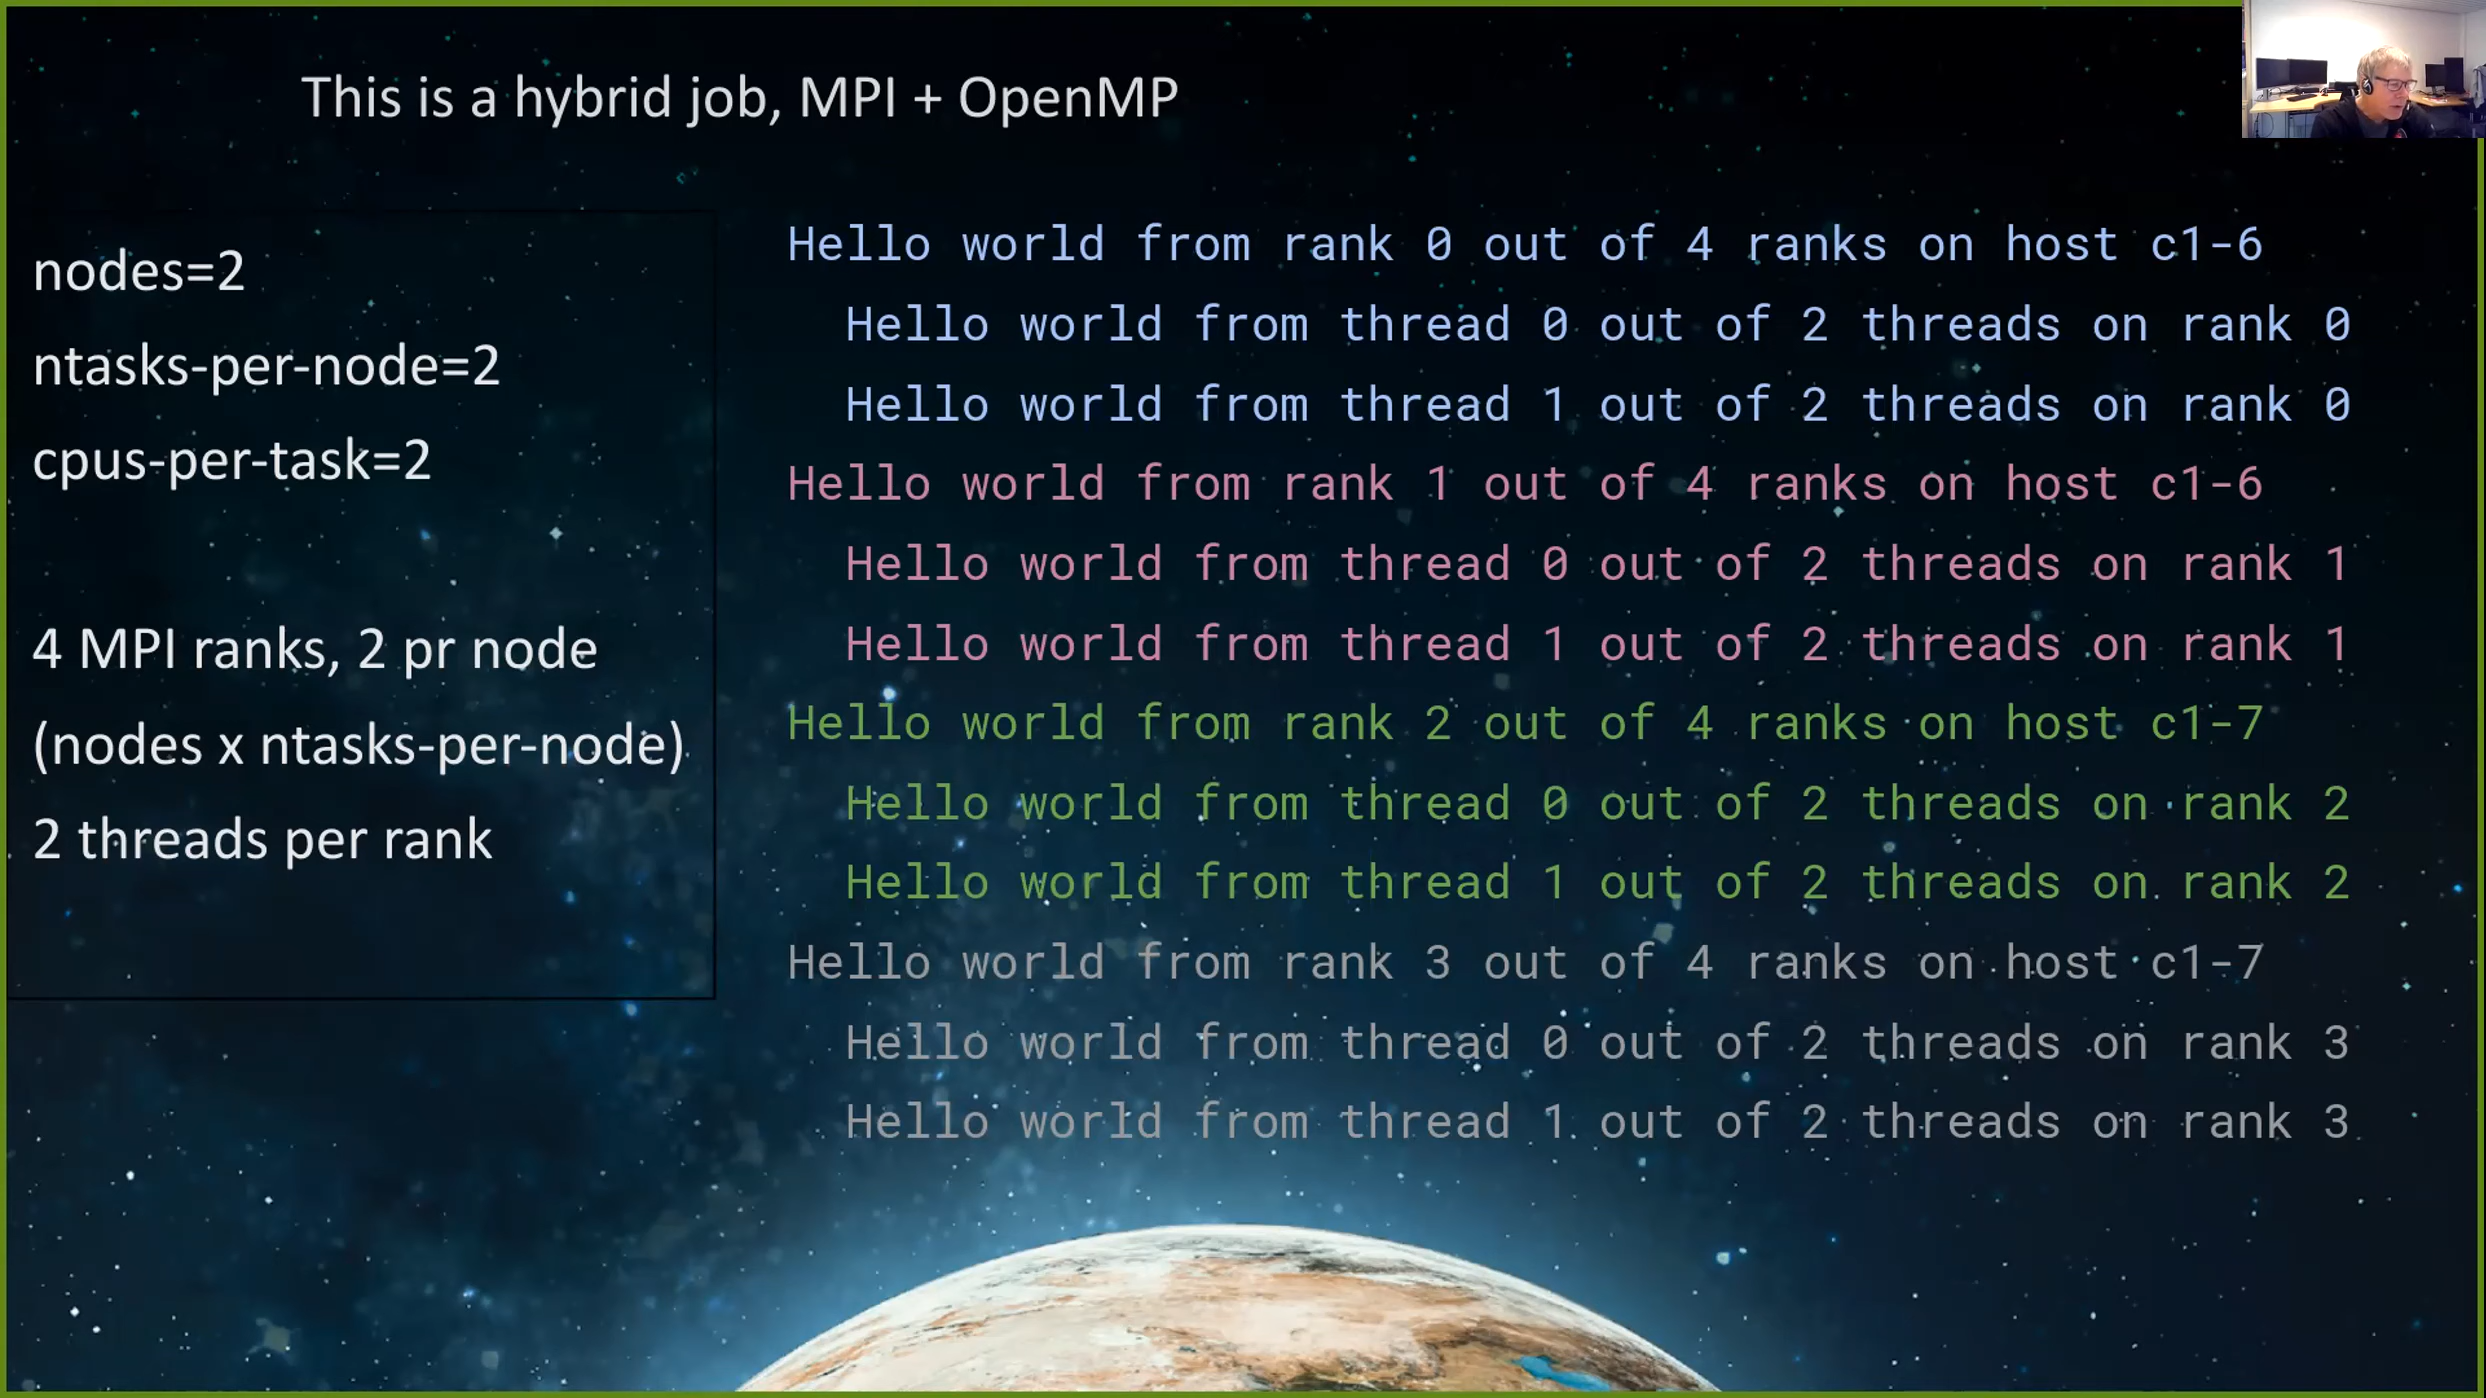 This is a hybrid job, MPI + OpenMP
nodes=2
ntasks-per-node=2
cpus-per-task=2
4 MPI ranks, 2 pr node
(nodes x ntasks-per-node)
2 threads per rank
Hello world from rank 0 out of 4 ranks on host c1-6
Hello world from thread 0 out of 2 threads on rank 0
Hello world from thread 1 out of 2 threads on rank 0
Hello world from rank 1 out of 4 ranks on host c1-6
Hello world from thread 0 out of 2 threads on rank 1
Hello world from thread 1 out of 2 threads on rank 1
Hello world from rank 2 out of 4 ranks on host c1-7
Hello world from thread 0 out of 2 threads on rank 2
Hello world from thread 1 out of 2 threads on rank 2
Hello world from rank 3 out of 4 ranks on host c1-7
Hello world from thread 0 out of 2 threads on rank 3
Hello world from thread 1 out of 2 threads on rank 3